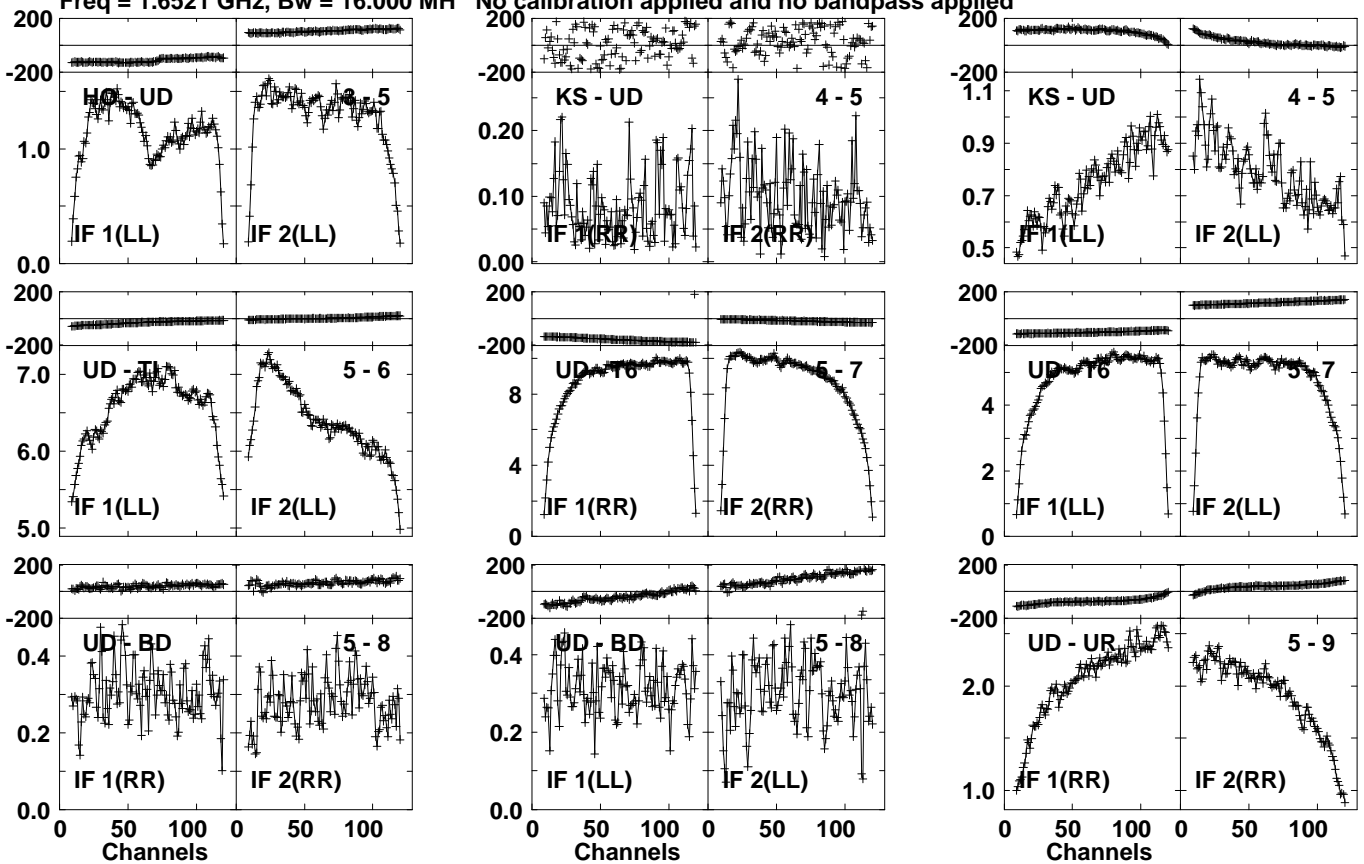 Freq = 1.6521 GHz, Bw = 16.000 MH No calibration applied and no bandpass applied
200
-200
HO - UD 3 - 5
1.0
0.0
IF 1(LL) IF 2(LL)
200
-200
KS - UD 4 - 5
0.20
0.10
0.00
IF 1(RR) IF 2(RR)
200
-200
KS - UD 4 - 5
1.1
0.9
0.7
0.5
IF 1(LL) IF 2(LL)
200
-200
UD - TI 5 - 6
7.0
6.0
5.0
IF 1(LL) IF 2(LL)
200
-200
UD - T6 5 - 7
8
4
0
IF 1(RR) IF 2(RR)
200
-200
UD - T6 5 - 7
4
2
0
IF 1(LL) IF 2(LL)
200
-200
UD - BD 5 - 8
0.4
0.2
0.0
IF 1(RR) IF 2(RR)
0 50 100 0 50 100
Channels
200
-200
UD - BD 5 - 8
0.4
0.2
0.0
IF 1(LL) IF 2(LL)
0 50 100 0 50 100
Channels
200
-200
UD - UR 5 - 9
2.0
1.0
IF 1(RR) IF 2(RR)
0 50 100 0 50 100
Channels